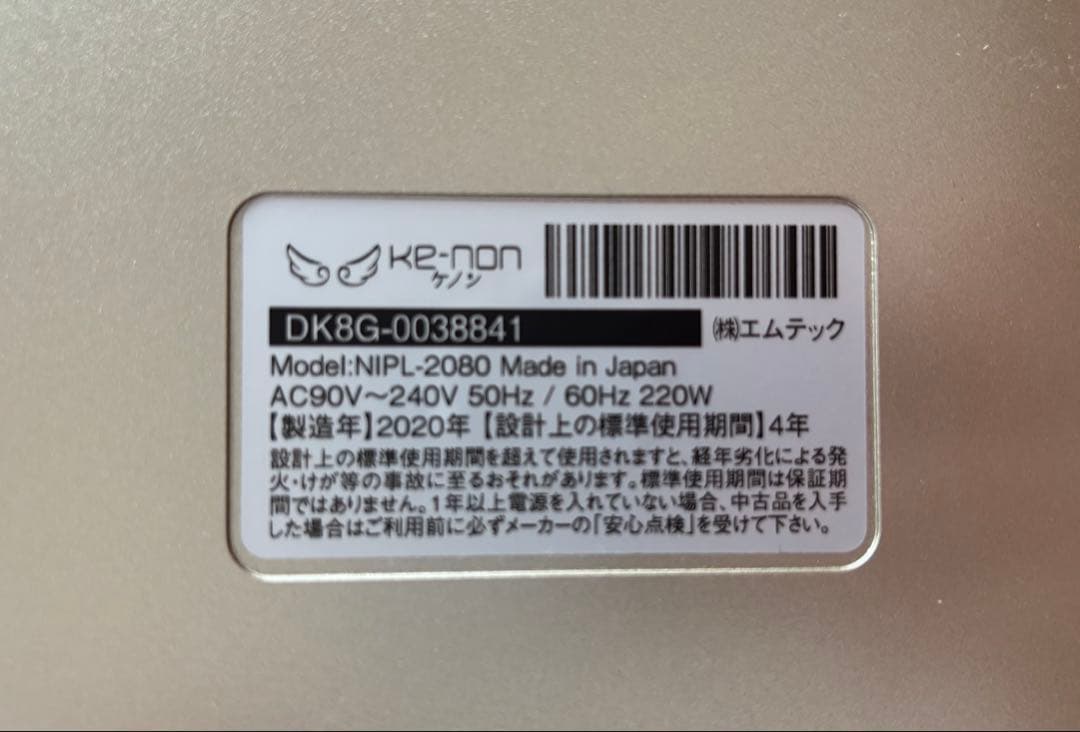 ke-non
ケノン
DK8G-0038841
㈱エムテック
Model:NIPL-2080 Made in Japan
AC90V～240V 50Hz / 60Hz 220W
【製造年】2020年【設計上の標準使用期間】4年
設計上の標準使用期間を超えて使用されますと、経年劣化による発
火・けが等の事故に至るおそれがあります。標準使用期間は保証期
間ではありません。1年以上電源を入れていない場合、中古品を入手
した場合はご利用前に必ずメーカーの「安心点検」を受けて下さい。